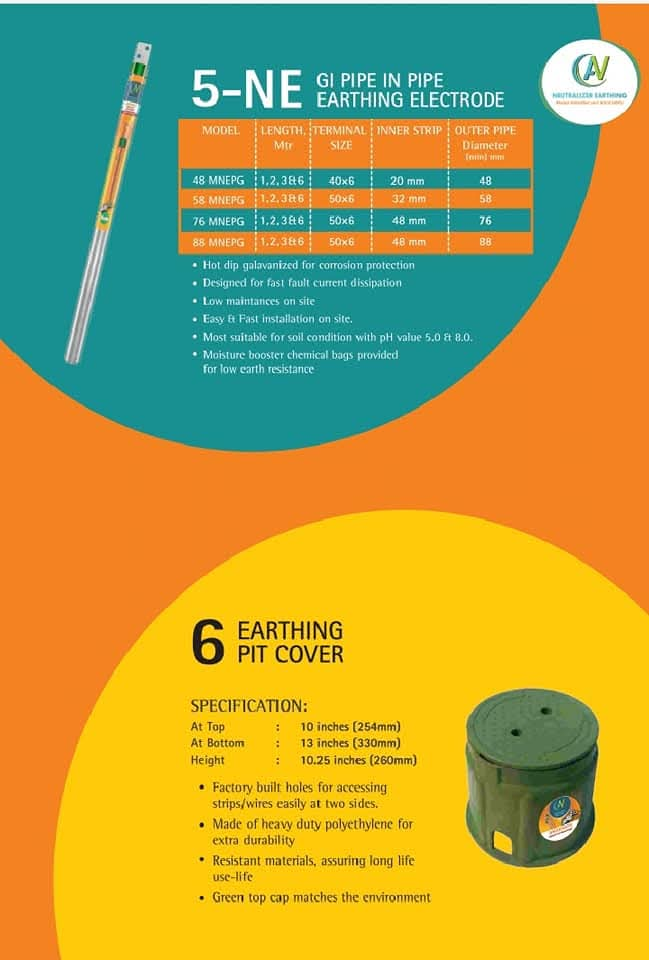 5-NE
GI PIPE IN PIPE
EARTHING ELECTRODE
NEUTRALIZER EARTHING
MODEL LENGTH, Mtr TERMINAL SIZE INNER STRIP OUTER PIPE Diameter (mm) mm
48 MNEPG 1,2, 3&6 40x6 20 mm 48
58 MNEPG 1,2, 3&6 50x6 32 mm 58
76 MNEPG 1,2, 3&6 50x6 48 mm 76
88 MNEPG 1,2, 3&6 50x6 48 mm 88
• Hot dip galavanized for corrosion protection
• Designed for fast fault current dissipation
• Low maintances on site
• Easy & Fast installation on site.
• Most suitable for soil condition with pH value 5.0 & 8.0.
• Moisture booster chemical bags provided
for low earth resistance
6 EARTHING
PIT COVER
SPECIFICATION:
At Top : 10 inches (254mm)
At Bottom : 13 inches (330mm)
Height : 10.25 inches (260mm)
• Factory built holes for accessing
strips/wires easily at two sides.
• Made of heavy duty polyethylene for
extra durability
• Resistant materials, assuring long life
use-life
• Green top cap matches the environment